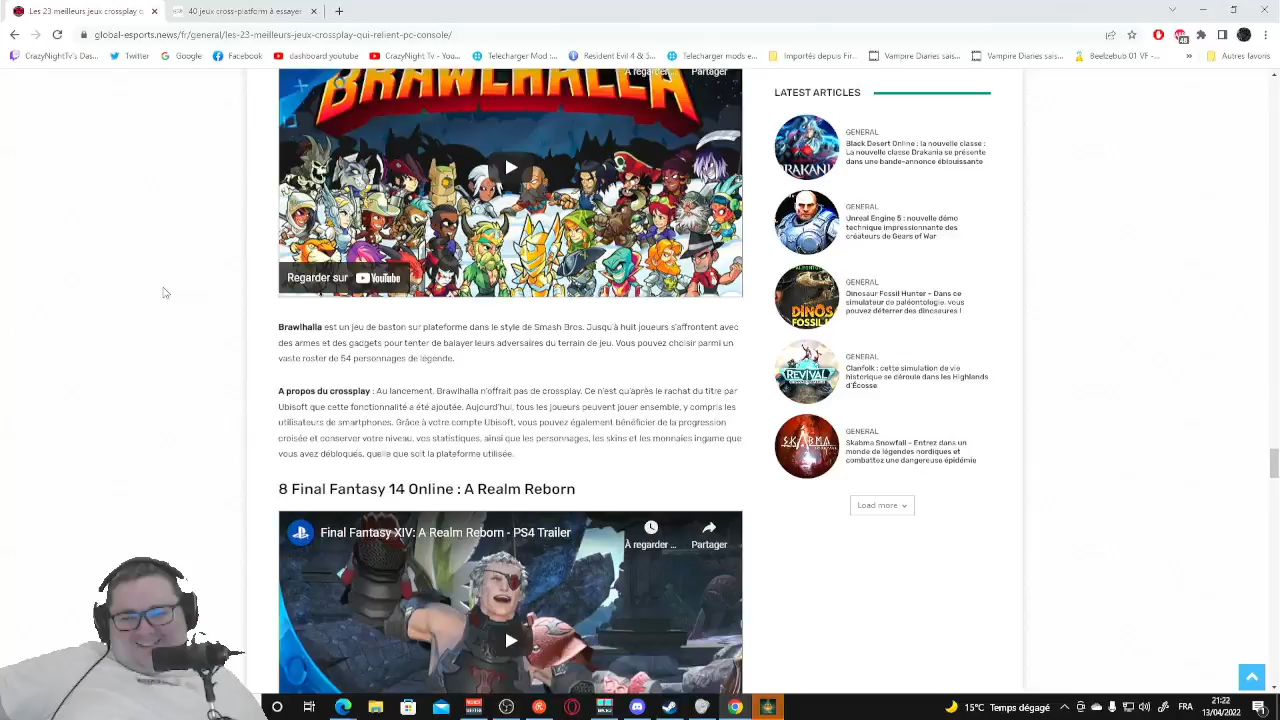 Les 23 meilleurs jeux crossplay q
40 jeux cross-platfor
global-esports.news/fr/general/les-23-meilleurs-jeux-crossplay-qui-relient-pc-console/
CrazyNightTv's Das...
Twitter
Google
Facebook
dashboard youtube
CrazyNight Tv - You...
Telecharger Mod :...
Resident Evil 4 & 5...
Telecharger mods e...
Importés depuis Fir...
Vampire Diaries sais...
Vampire Diaries sais...
Beelzebub 01 VF -...
Autres favoris
BRAWLHALLA
À regarder...
Partager
Regarder sur YouTube
Brawlhalla est un jeu de baston sur plateforme dans le style de Smash Bros. Jusqu'à huit joueurs s'affrontent avec
des armes et des gadgets pour tenter de balayer leurs adversaires du terrain de jeu. Vous pouvez choisir parmi un
vaste roster de 54 personnages de légende.
A propos du crossplay : Au lancement, Brawlhalla n'offrait pas de crossplay. Ce n'est qu'après le rachat du titre par
Ubisoft que cette fonctionnalité a été ajoutée. Aujourd'hui, tous les joueurs peuvent jouer ensemble, y compris les
utilisateurs de smartphones. Grâce à votre compte Ubisoft, vous pouvez également bénéficier de la progression
croisée et conserver votre niveau, vos statistiques, ainsi que les personnages, les skins et les monnaies ingame que
vous avez débloqués, quelle que soit la plateforme utilisée.
8 Final Fantasy 14 Online : A Realm Reborn
Final Fantasy XIV: A Realm Reborn - PS4 Trailer
À regarder ...
Partager
LATEST ARTICLES
GENERAL
Black Desert Online : la nouvelle classe :
La nouvelle classe Drakania se présente
dans une bande-annonce éblouissante
DRAKANIA
GENERAL
Unreal Engine 5 : nouvelle démo
technique impressionnante des
créateurs de Gears of War
GENERAL
Dinosaur Fossil Hunter – Dans ce
simulateur de paléontologie, vous
pouvez déterrer des dinosaures !
DINOS
FOSSIL
GENERAL
Clanfolk : cette simulation de vie
historique se déroule dans les Highlands
d'Écosse
REVIVAL
GENERAL
Skabma Snowfall – Entrez dans un
monde de légendes nordiques et
combattez une dangereuse épidémie
SKABMA
Load more
15°C Temps dégagé
FRA
21:22
13/04/2022